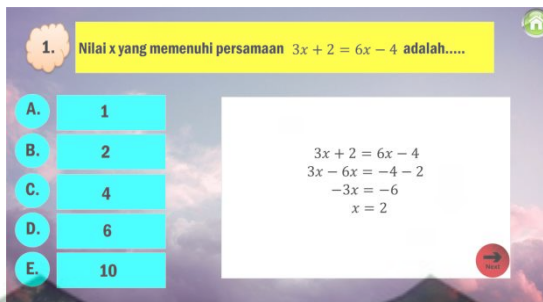 1.
Nilai x yang memenuhi persamaan 3x + 2 = 6x − 4 adalah.....
A. 1
B. 2
C. 4
D. 6
E. 10
3x + 2 = 6x − 4
3x − 6x = −4 − 2
−3x = −6
x = 2
Next